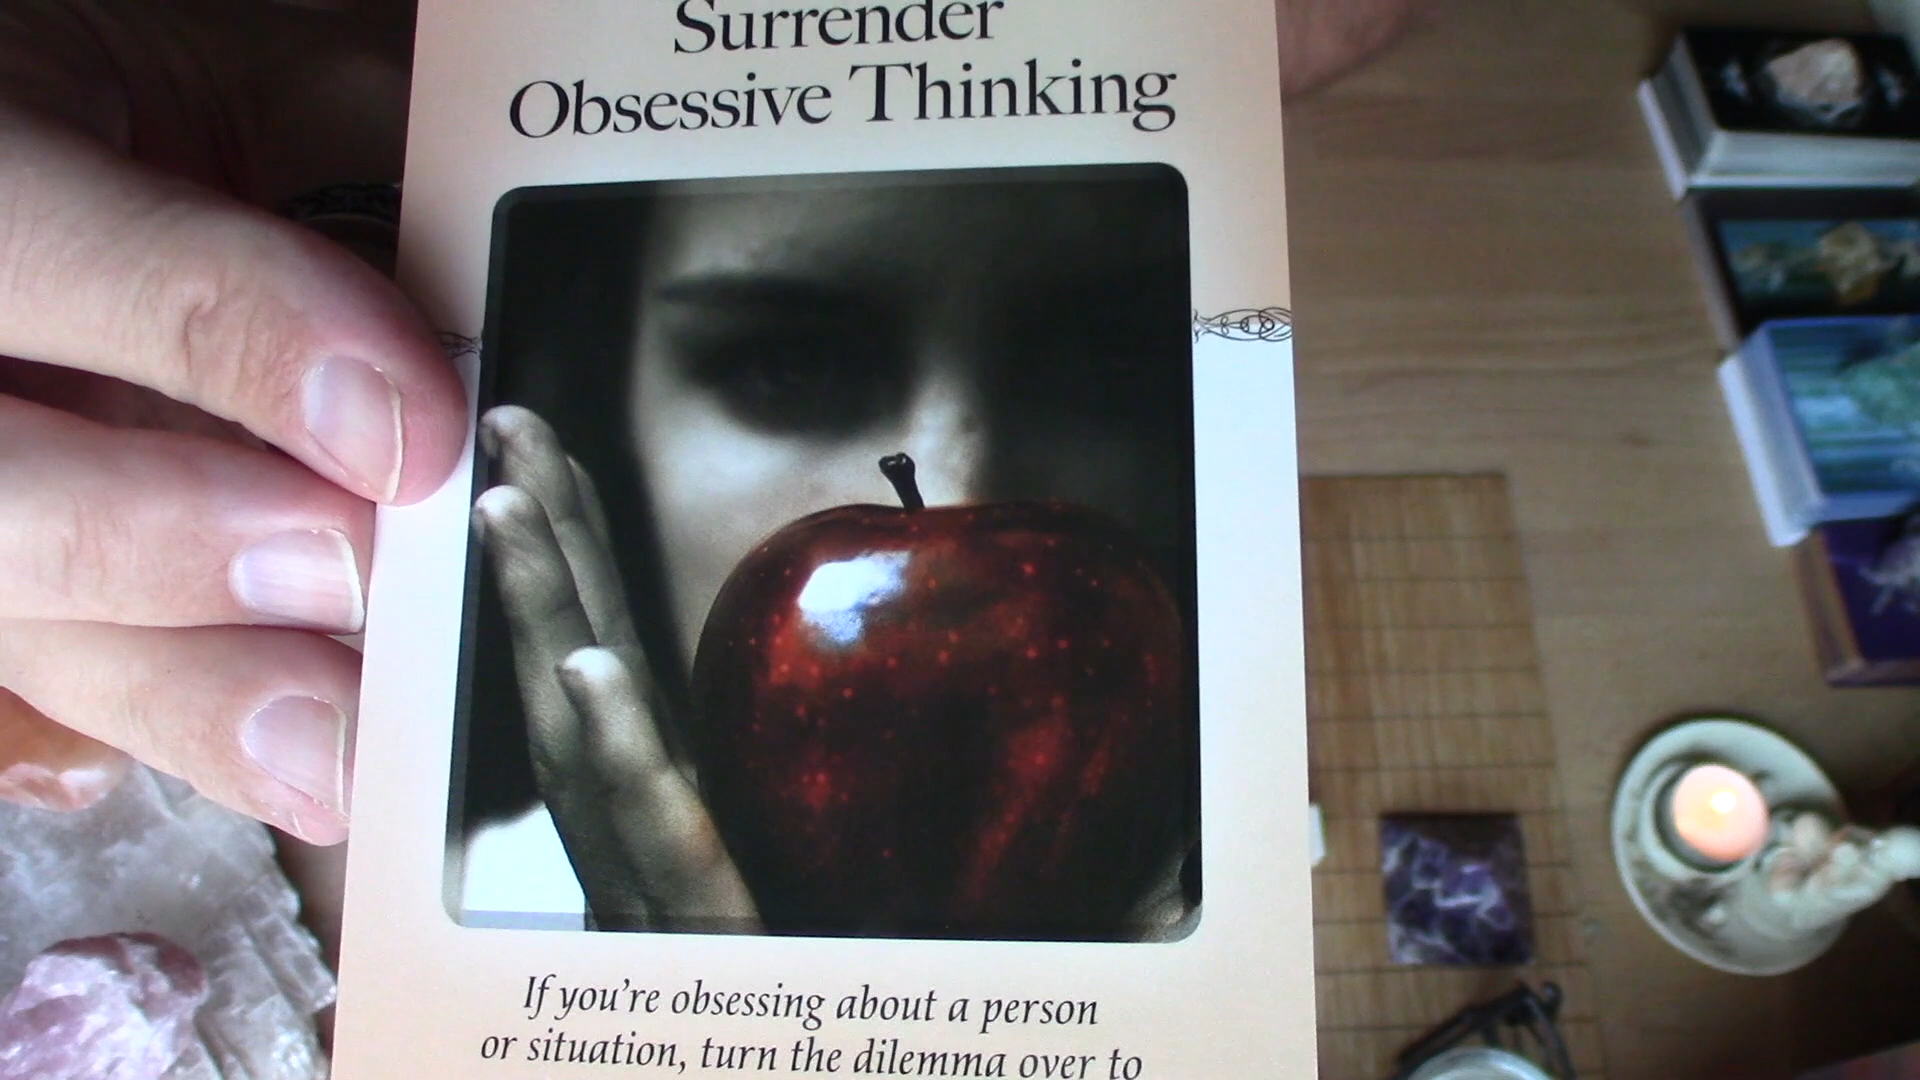 Surrender
Obsessive Thinking
If you're obsessing about a person
or situation, turn the dilemma over to